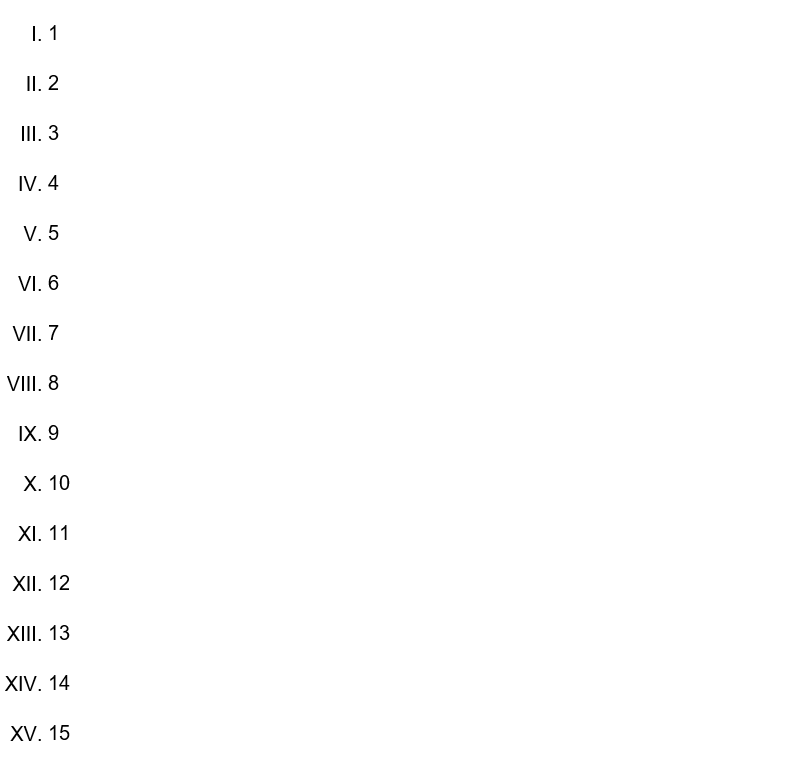 I. 1
II. 2
III. 3
IV. 4
V. 5
VI. 6
VII. 7
VIII. 8
IX. 9
X. 10
XI. 11
XII. 12
XIII. 13
XIV. 14
XV. 15